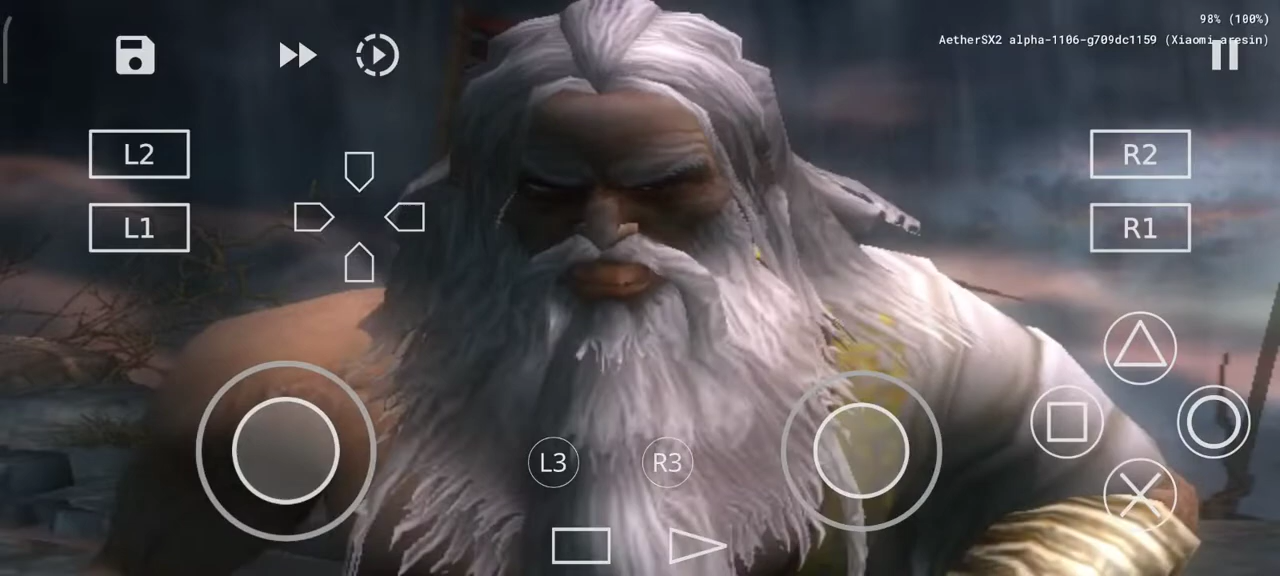 98% (100%)
AetherSX2 alpha-1106-g709dc1159 (Xiaomi aresin)
L2
R2
L1
R1
L3
R3